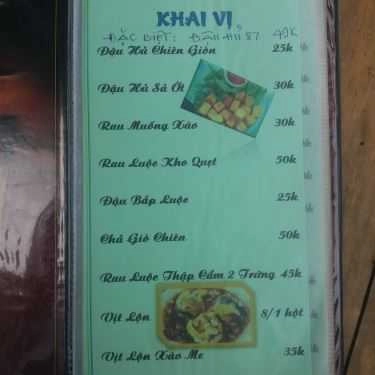 KHAI VỊ
ĐẶC BIỆT: 49K
Đậu Hủ Chiên Giòn 25k
Đậu Hủ Sả Ớt 30k
Rau Muống Xào 30k
Rau Luộc Kho Quẹt 50k
Đậu Bắp Luộc 25k
Chả Giò Chiên 50k
Rau Luộc Thập Cẩm 2 Trứng 45k
Vịt Lộn 8/1 hột
Vịt Lộn Xào Me 35k